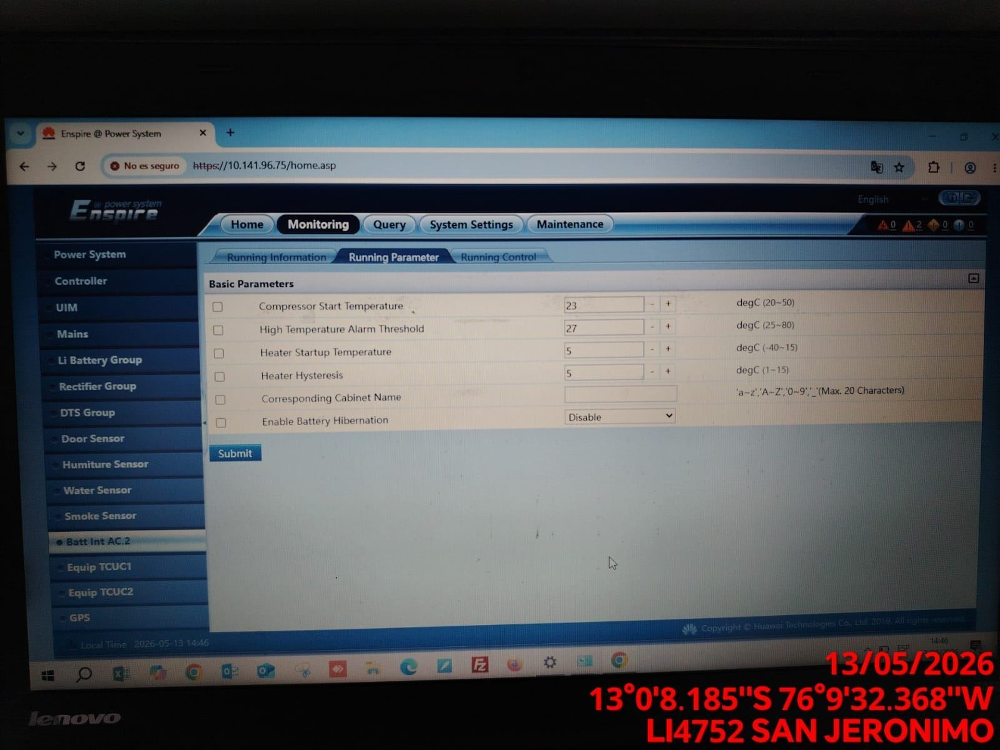 Enspire @ Power System
No es seguro https://10.141.96.75/home.asp
Enspire @ power system
English
Home Monitoring Query System Settings Maintenance
0 2 0 0
Running Information Running Parameter Running Control
Power System
Controller
UIM
Mains
Li Battery Group
Rectifier Group
DTS Group
Door Sensor
Humiture Sensor
Water Sensor
Smoke Sensor
Batt Int AC.2
Equip TCUC1
Equip TCUC2
GPS
Basic Parameters
Compressor Start Temperature 23 - + degC (20~50)
High Temperature Alarm Threshold 27 - + degC (25~80)
Heater Startup Temperature 5 - + degC (-40~15)
Heater Hysteresis 5 - + degC (1~15)
Corresponding Cabinet Name 'a~z','A~Z','0~9','_'(Max. 20 Characters)
Enable Battery Hibernation Disable
Submit
Copyright © Huawei Technologies Co., Ltd. 2019. All rights reserved.
Local Time 2026-05-13 14:46
ESP
14:46
lenovo
13/05/2026
13°0'8.185"S 76°9'32.368"W
LI4752 SAN JERONIMO